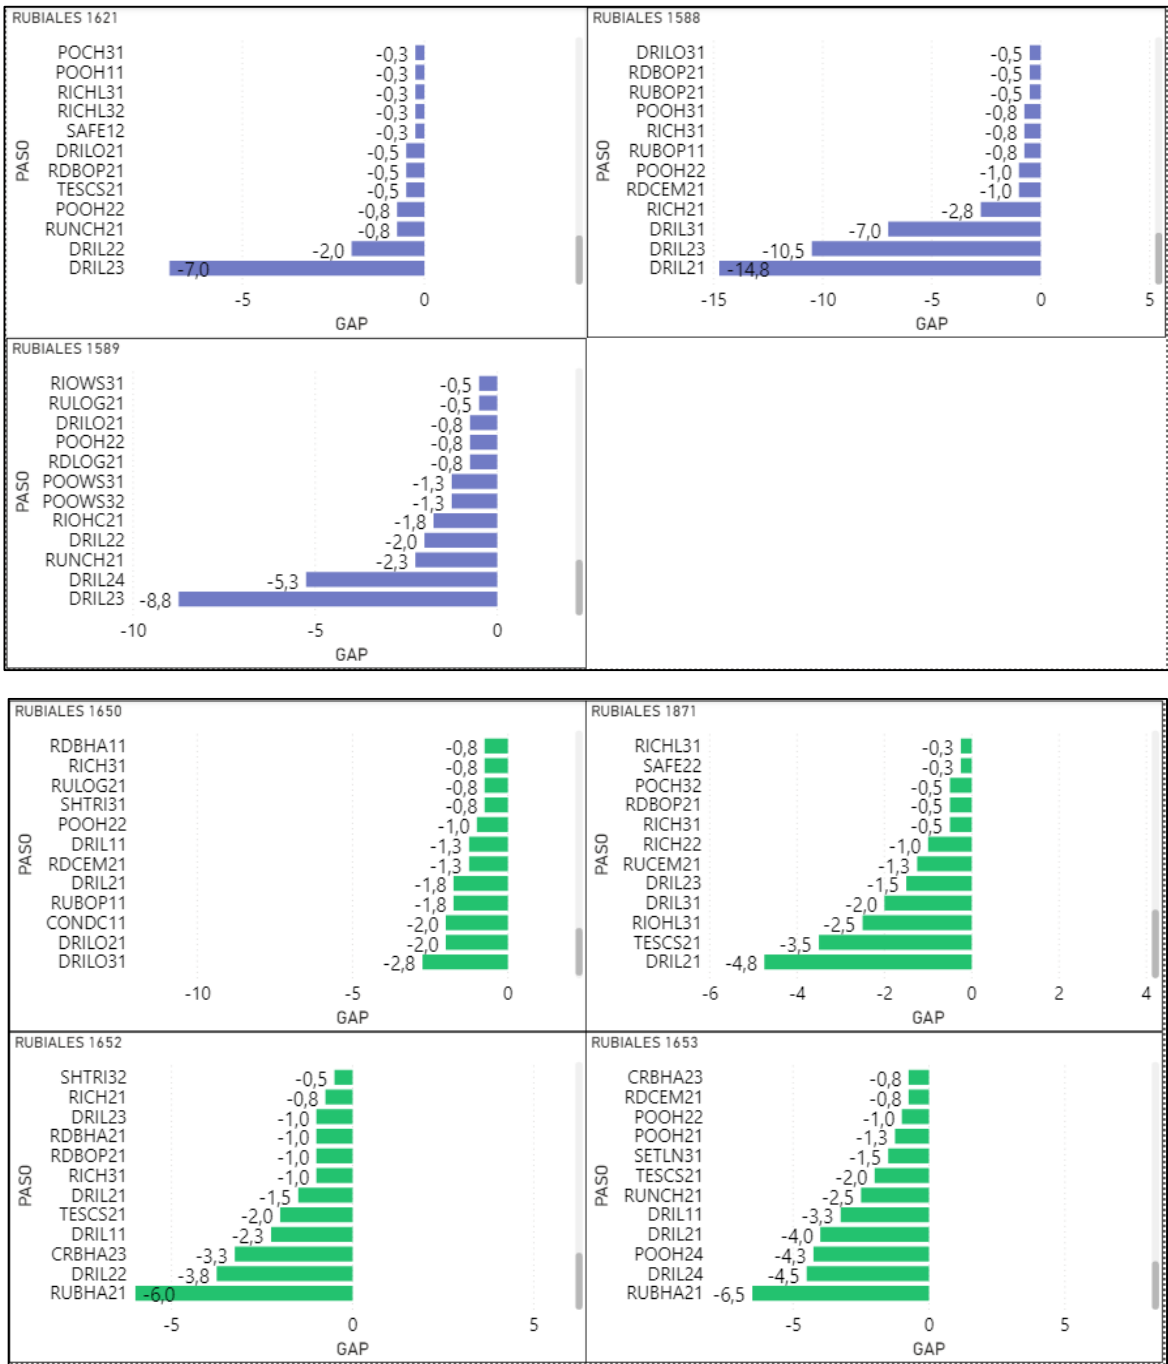 RUBIALES 1621
POCH31 -0,3
POOH11 -0,3
RICHL31 -0,3
RICHL32 -0,3
SAFE12 -0,3
DRILO21 -0,5
RDBOP21 -0,5
TESCS21 -0,5
POOH22 -0,8
RUNCH21 -0,8
DRIL22 -2,0
DRIL23 -7,0
PASO
-5 0
GAP
RUBIALES 1588
DRILO31 -0,5
RDBOP21 -0,5
RUBOP21 -0,5
POOH31 -0,8
RICH31 -0,8
RUBOP11 -0,8
POOH22 -1,0
RDCEM21 -1,0
RICH21 -2,8
DRIL31 -7,0
DRIL23 -10,5
DRIL21 -14,8
PASO
-15 -10 -5 0 5
GAP
RUBIALES 1589
RIOWS31 -0,5
RULOG21 -0,5
DRILO21 -0,8
POOH22 -0,8
RDLOG21 -0,8
POOWS31 -1,3
POOWS32 -1,3
RIOHC21 -1,8
DRIL22 -2,0
RUNCH21 -2,3
DRIL24 -5,3
DRIL23 -8,8
PASO
-10 -5 0
GAP
RUBIALES 1650
RDBHA11 -0,8
RICH31 -0,8
RULOG21 -0,8
SHTRI31 -0,8
POOH22 -1,0
DRIL11 -1,3
RDCEM21 -1,3
DRIL21 -1,8
RUBOP11 -1,8
CONDC11 -2,0
DRILO21 -2,0
DRILO31 -2,8
PASO
-10 -5 0
GAP
RUBIALES 1871
RICHL31 -0,3
SAFE22 -0,3
POCH32 -0,5
RDBOP21 -0,5
RICH31 -0,5
RICH22 -1,0
RUCEM21 -1,3
DRIL23 -1,5
DRIL31 -2,0
RIOHL31 -2,5
TESCS21 -3,5
DRIL21 -4,8
PASO
-6 -4 -2 0 2 4
GAP
RUBIALES 1652
SHTRI32 -0,5
RICH21 -0,8
DRIL23 -1,0
RDBHA21 -1,0
RDBOP21 -1,0
RICH31 -1,0
DRIL21 -1,5
TESCS21 -2,0
DRIL11 -2,3
CRBHA23 -3,3
DRIL22 -3,8
RUBHA21 -6,0
PASO
-5 0 5
GAP
RUBIALES 1653
CRBHA23 -0,8
RDCEM21 -0,8
POOH22 -1,0
POOH21 -1,3
SETLN31 -1,5
TESCS21 -2,0
RUNCH21 -2,5
DRIL11 -3,3
DRIL21 -4,0
POOH24 -4,3
DRIL24 -4,5
RUBHA21 -6,5
PASO
-5 0 5
GAP